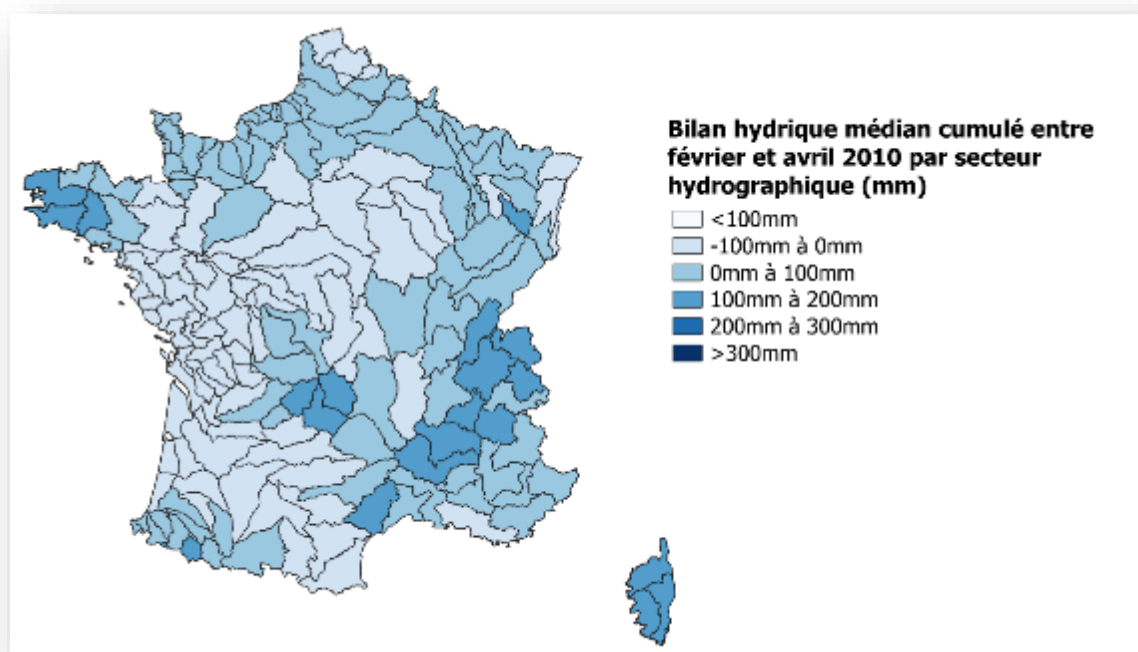 Bilan hydrique médian cumulé entre
février et avril 2010 par secteur
hydrographique (mm)
<100mm
-100mm à 0mm
0mm à 100mm
100mm à 200mm
200mm à 300mm
>300mm